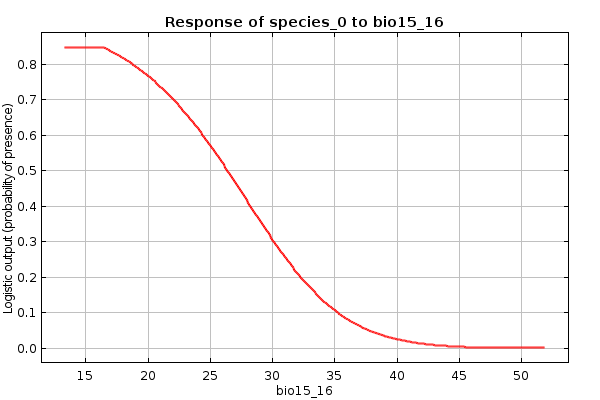 Response of species_0 to bio15_16
Logistic output (probability of presence)
0.8
0.7
0.6
0.5
0.4
0.3
0.2
0.1
0.0
15 20 25 30 35 40 45 50
bio15_16